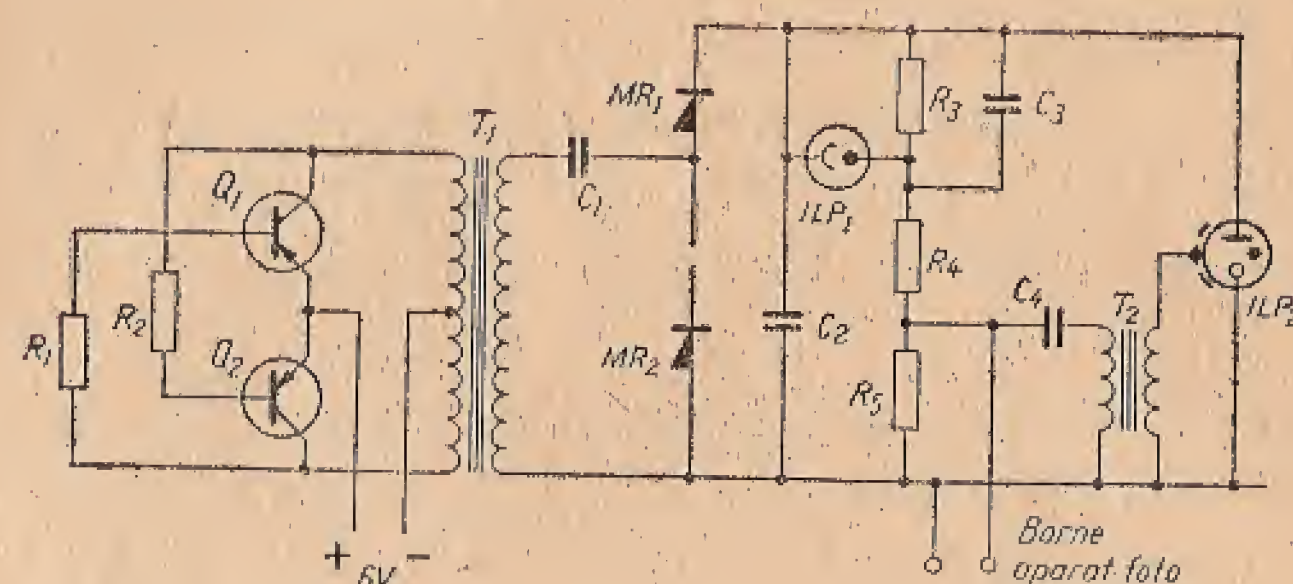 MR₁
T₁
R₃
C₃
Q₁
C₁
ILP₁
R₂
R₄
R₁
C₂
C₄
T₂
ILP₂
Q₂
MR₂
R₅
+ 6V −
Borne
aparat foto